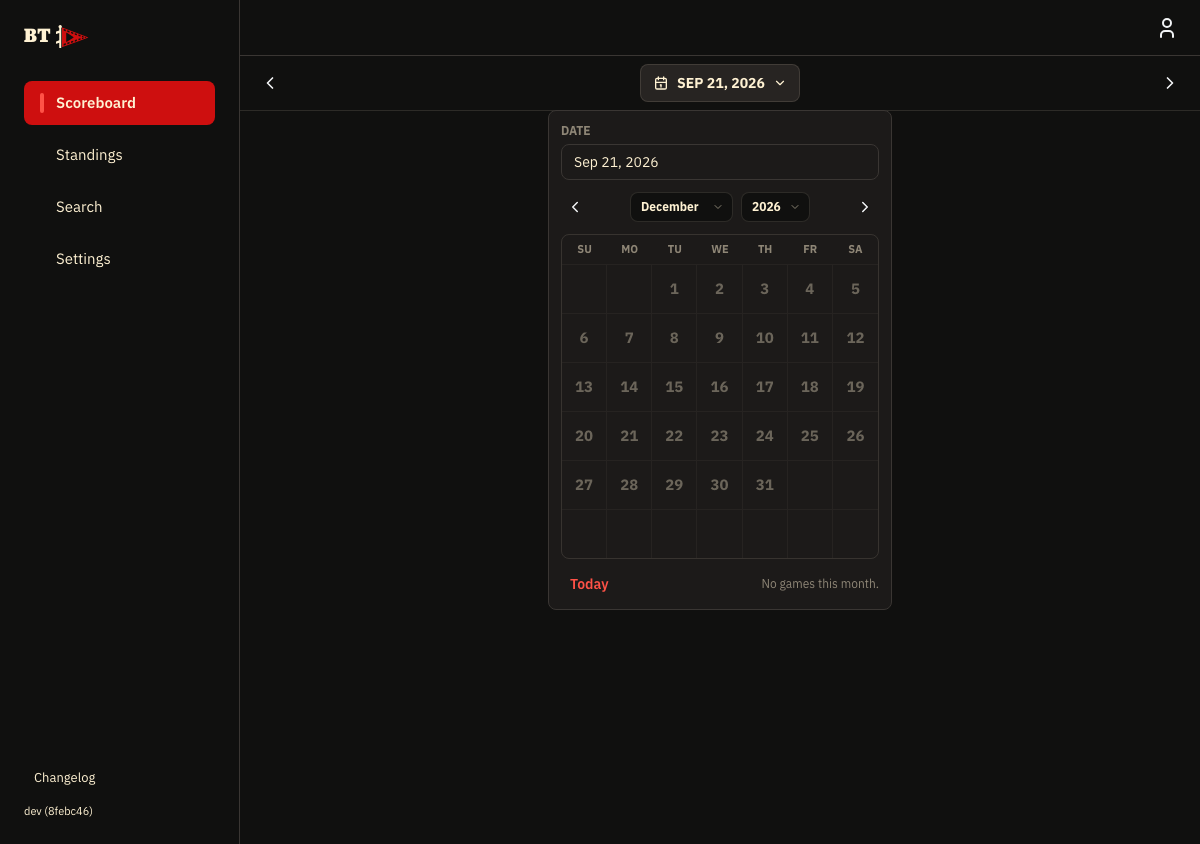 BT
SEP 21, 2026
Scoreboard
Standings
Search
Settings
DATE
Sep 21, 2026
December 2026
SU MO TU WE TH FR SA
1 2 3 4 5
6 7 8 9 10 11 12
13 14 15 16 17 18 19
20 21 22 23 24 25 26
27 28 29 30 31
Today No games this month.
Changelog
dev (8febc46)